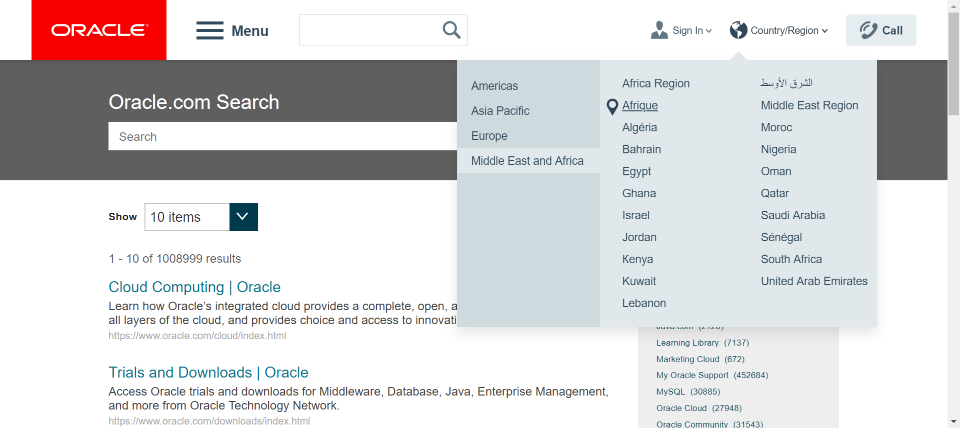 ORACLE
Menu
Sign In
Country/Region
Call
Oracle.com Search
Search
Americas
Asia Pacific
Europe
Middle East and Africa
Africa Region
Afrique
Algéria
Bahrain
Egypt
Ghana
Israel
Jordan
Kenya
Kuwait
Lebanon
الشرق الأوسط
Middle East Region
Moroc
Nigeria
Oman
Qatar
Saudi Arabia
Sénégal
South Africa
United Arab Emirates
Show
10 items
1 - 10 of 1008999 results
Cloud Computing | Oracle
Learn how Oracle's integrated cloud provides a complete, open, a
all layers of the cloud, and provides choice and access to innovati
https://www.oracle.com/cloud/index.html
Trials and Downloads | Oracle
Access Oracle trials and downloads for Middleware, Database, Java, Enterprise Management,
and more from Oracle Technology Network.
https://www.oracle.com/downloads/index.html
Learning Library (7137)
Marketing Cloud (672)
My Oracle Support (452684)
MySQL (30885)
Oracle Cloud (27948)
Oracle Community (31543)